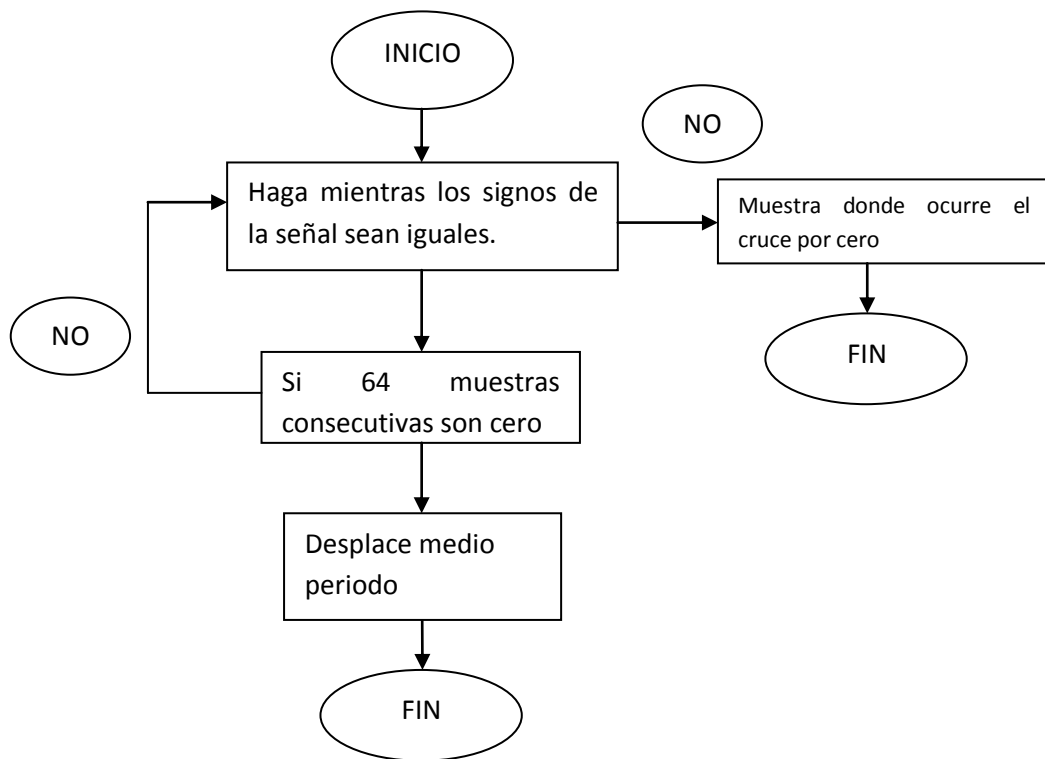 INICIO
NO
Haga mientras los signos de
la señal sean iguales.
Muestra donde ocurre el
cruce por cero
NO
FIN
Si 64 muestras
consecutivas son cero
Desplace medio
periodo
FIN